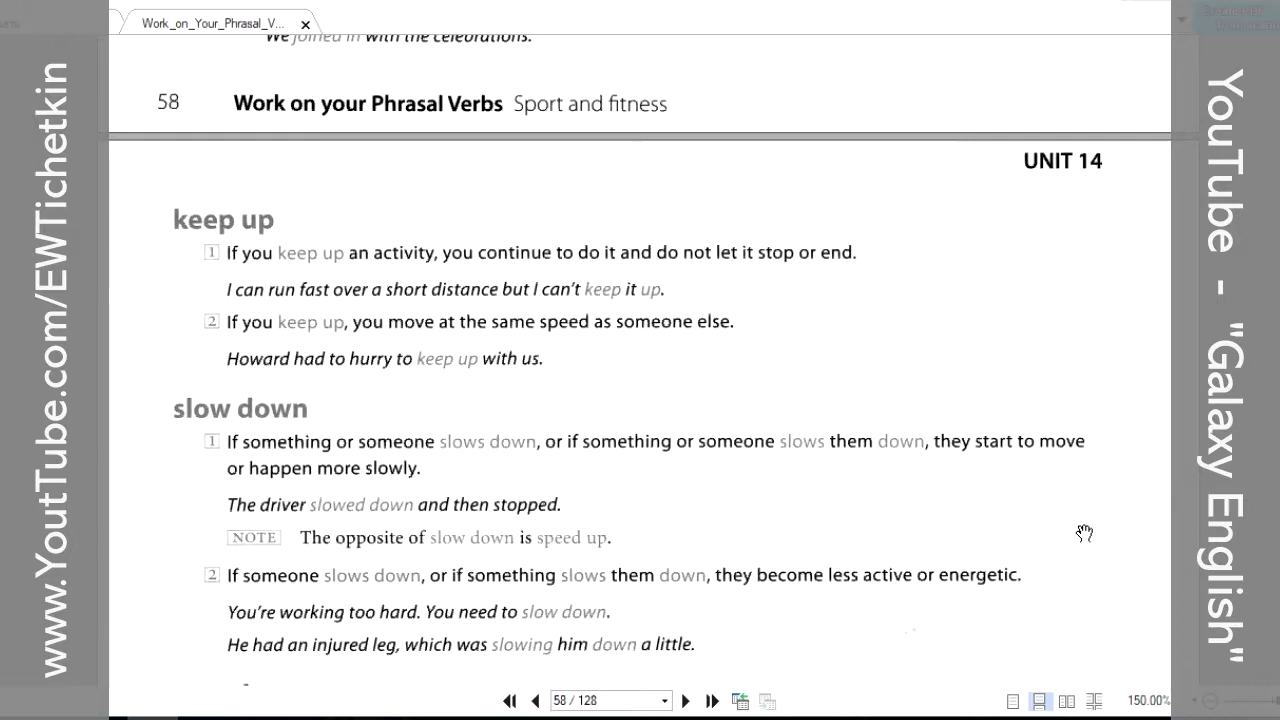 Work_on_Your_Phrasal_V...
We joined in with the celebrations.
58 Work on your Phrasal Verbs Sport and fitness
UNIT 14
keep up
1 If you keep up an activity, you continue to do it and do not let it stop or end.
I can run fast over a short distance but I can't keep it up.
2 If you keep up, you move at the same speed as someone else.
Howard had to hurry to keep up with us.
slow down
1 If something or someone slows down, or if something or someone slows them down, they start to move
or happen more slowly.
The driver slowed down and then stopped.
NOTE The opposite of slow down is speed up.
2 If someone slows down, or if something slows them down, they become less active or energetic.
You're working too hard. You need to slow down.
He had an injured leg, which was slowing him down a little.
58 / 128
150.00%
www.YoutTube.com/EWTichetkin
YouTube - "Galaxy English"